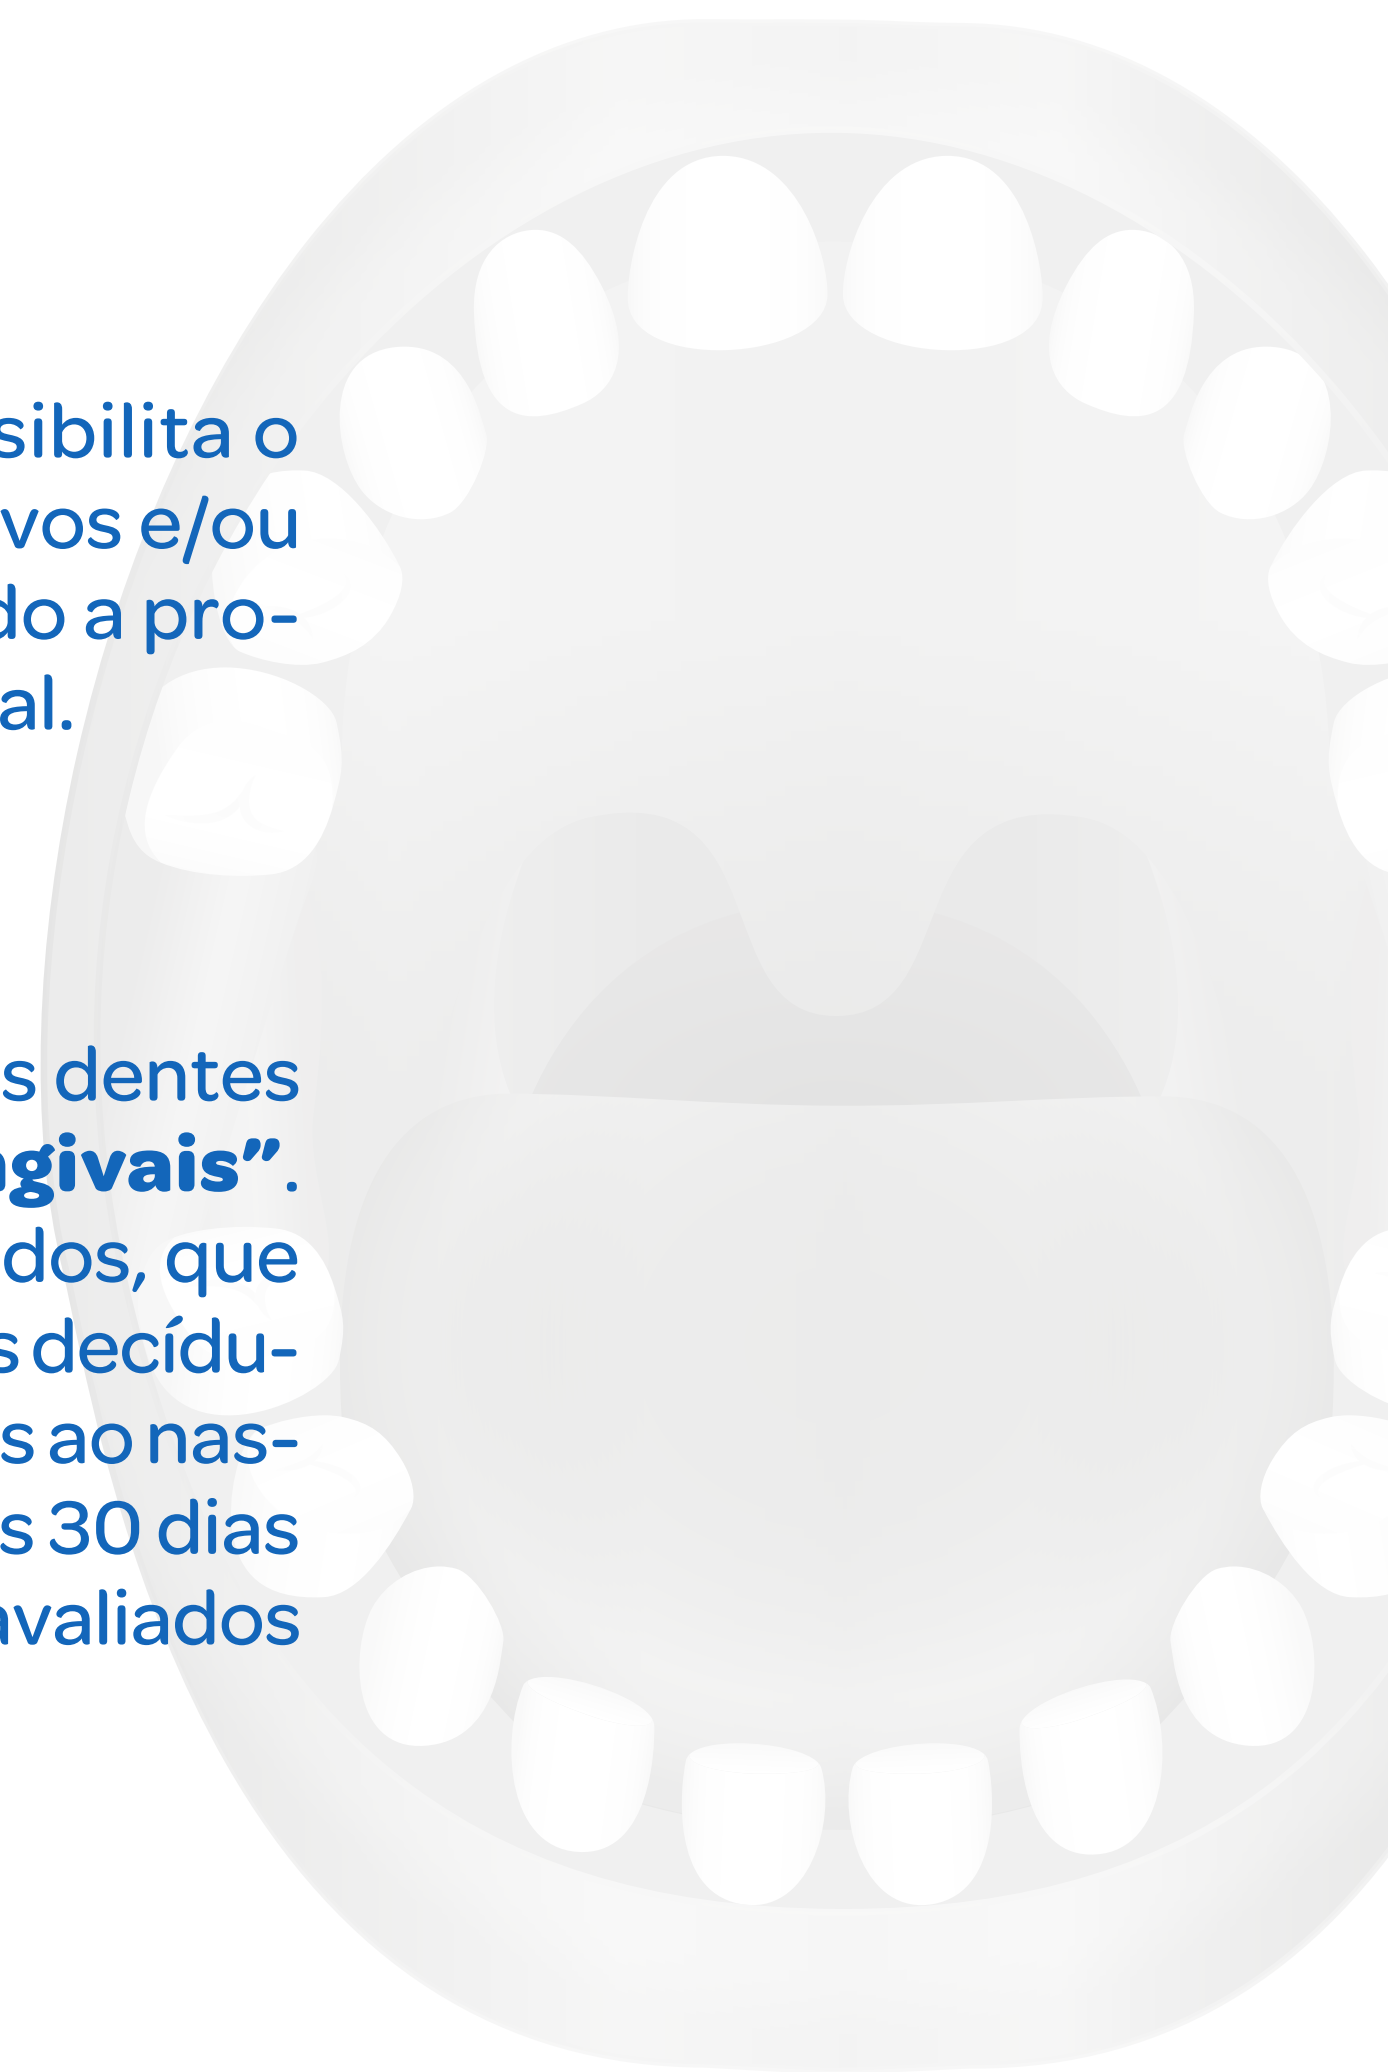 sibilita o
vos e/ou
do a pro-
al.
s dentes
givais”.
dos, que
s decídu-
s ao nas-
s 30 dias
avaliados